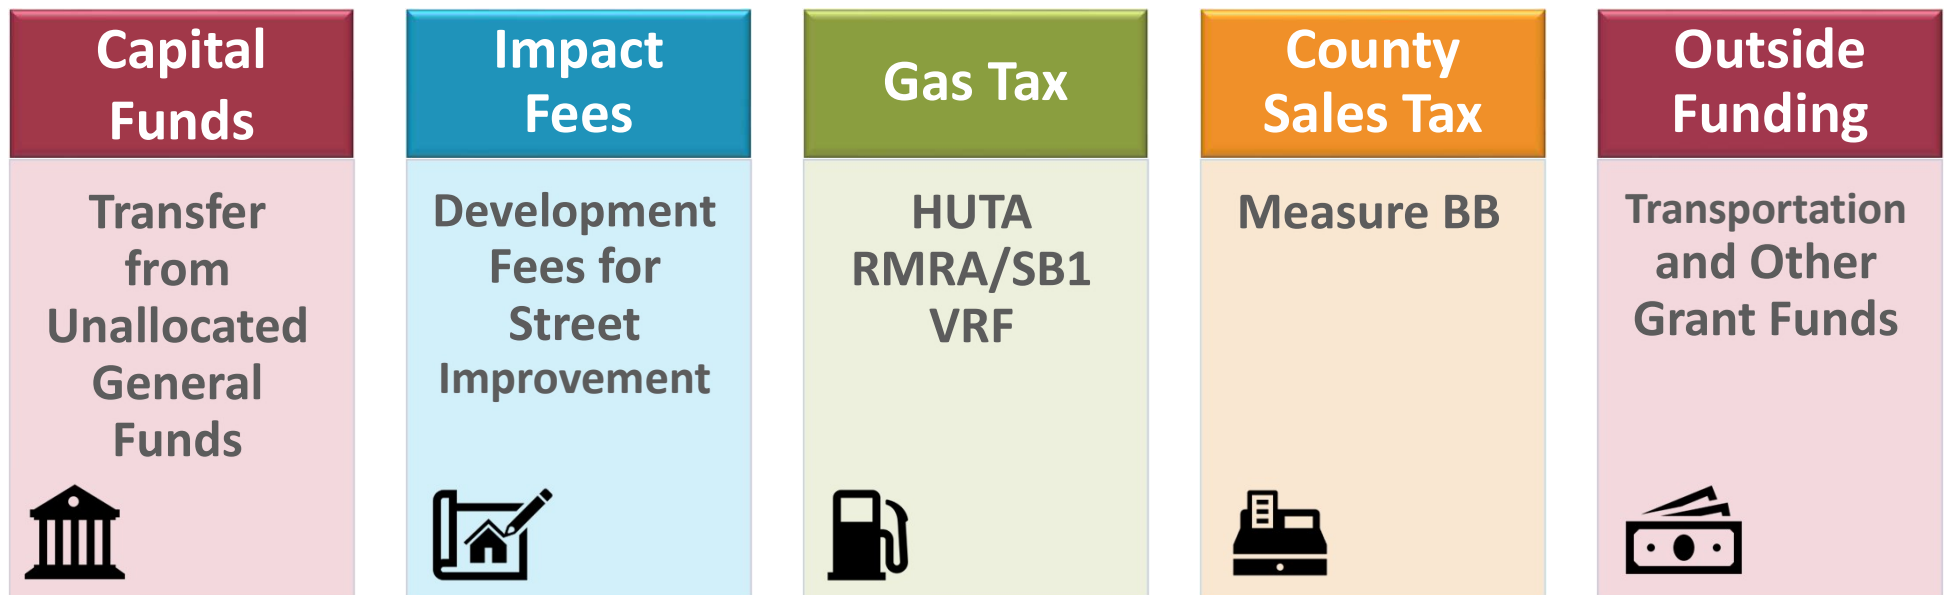 Capital
Funds
Transfer
from
Unallocated
General
Funds
Impact
Fees
Development
Fees for
Street
Improvement
Gas Tax
HUTA
RMRA/SB1
VRF
County
Sales Tax
Measure BB
Outside
Funding
Transportation
and Other
Grant Funds